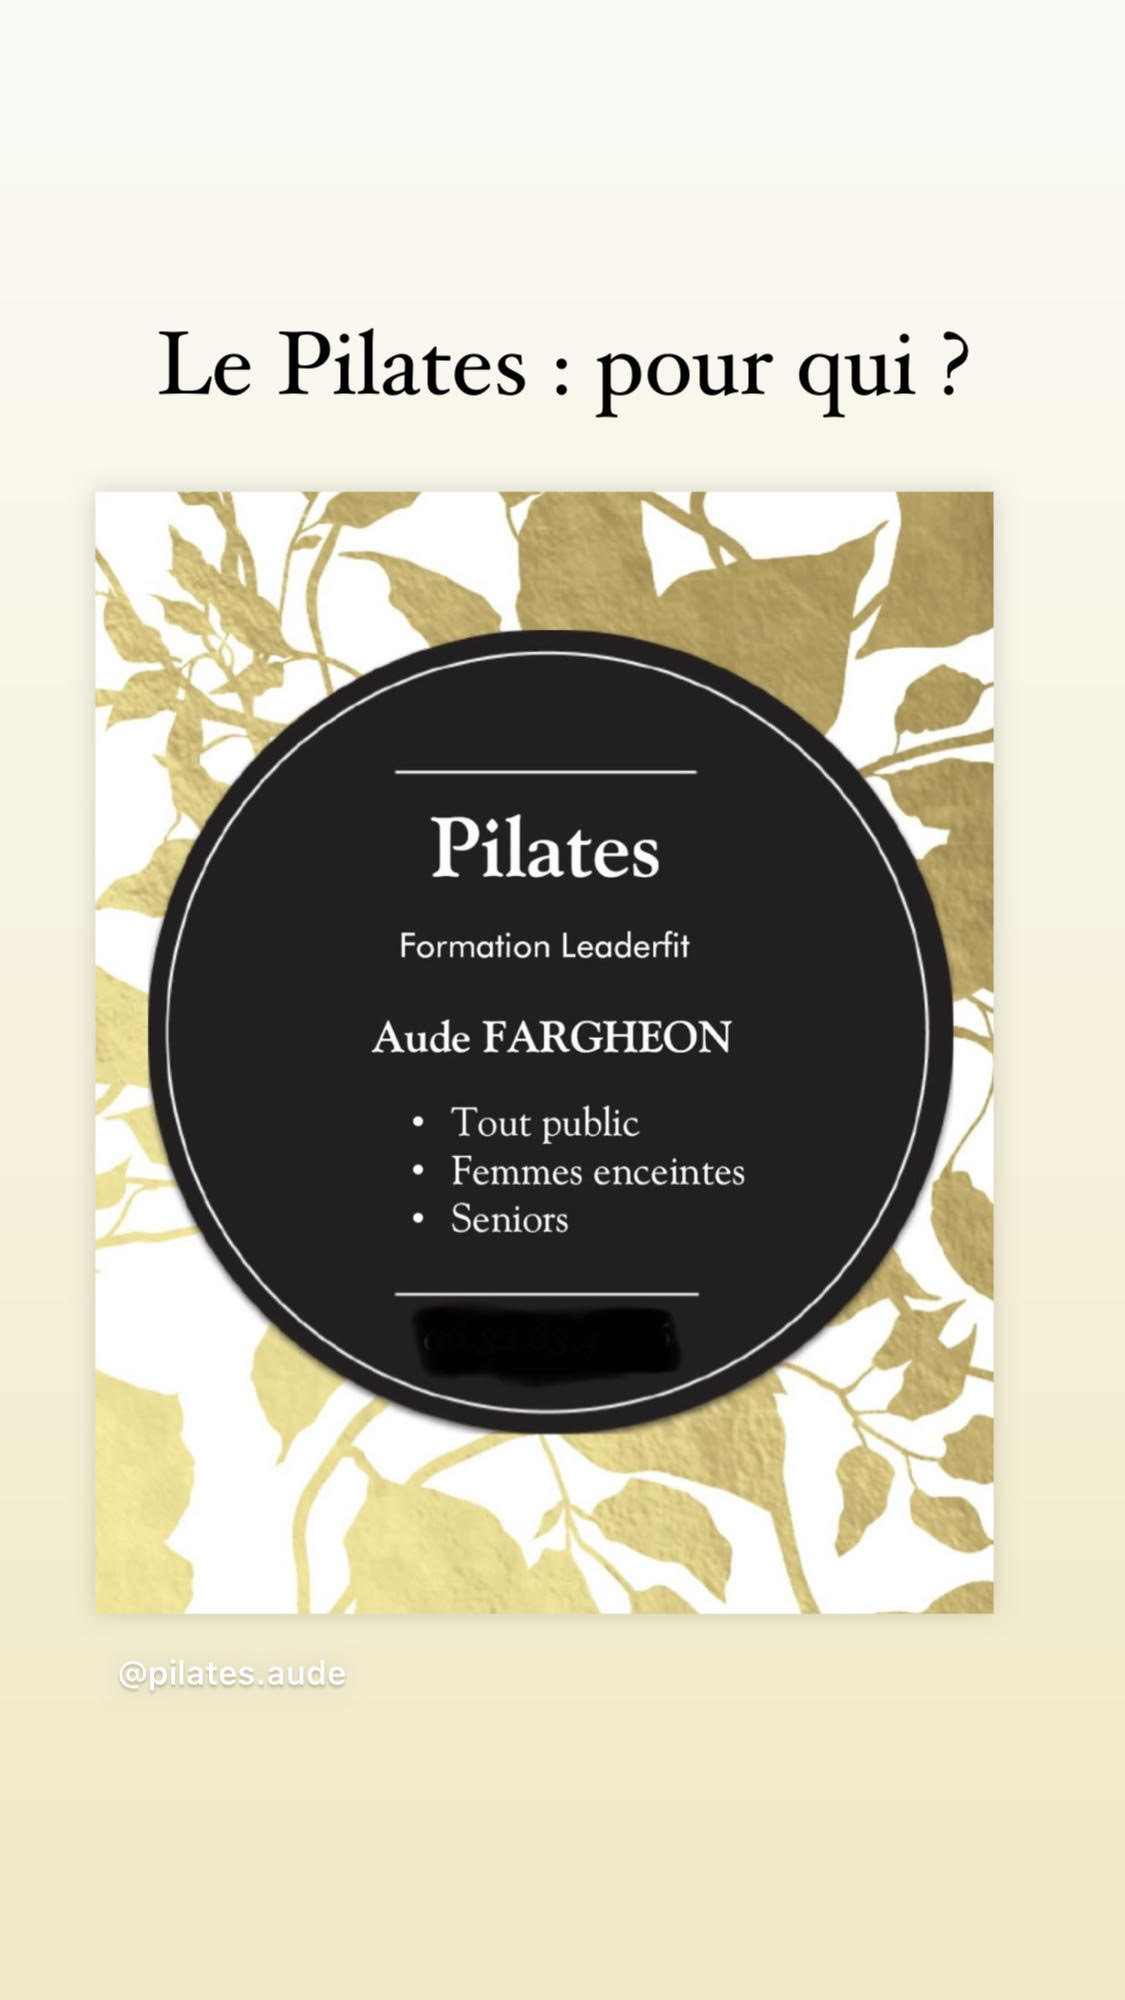 Le Pilates : pour qui ?
Pilates
Formation Leaderfit
Aude FARGHEON
• Tout public
• Femmes enceintes
• Seniors
@pilates.aude